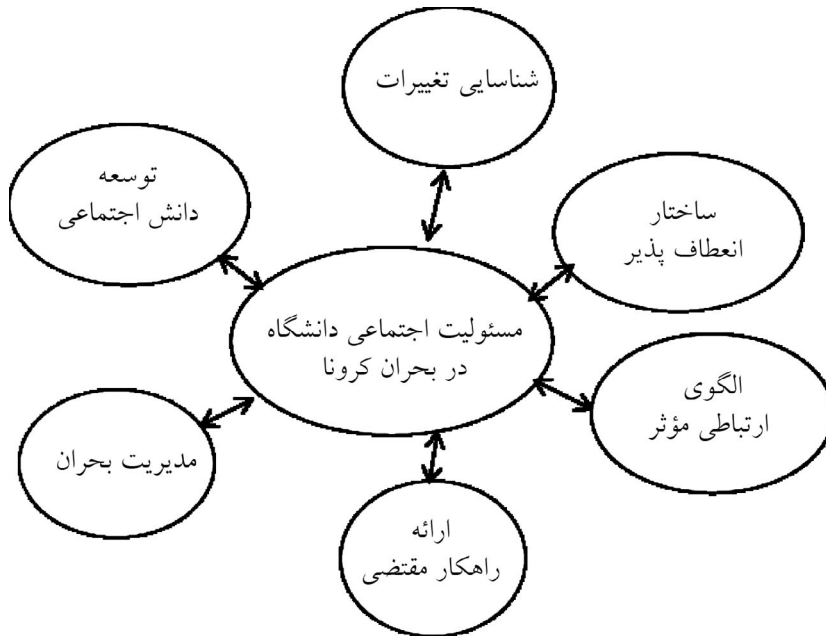 شناسایی تغییرات
توسعه
دانش اجتماعی
ساختار
انعطاف پذیر
مسئولیت اجتماعی دانشگاه
در بحران کرونا
الگوی
ارتباطی مؤثر
مدیریت بحران
ارائه
راهکار مقتضی